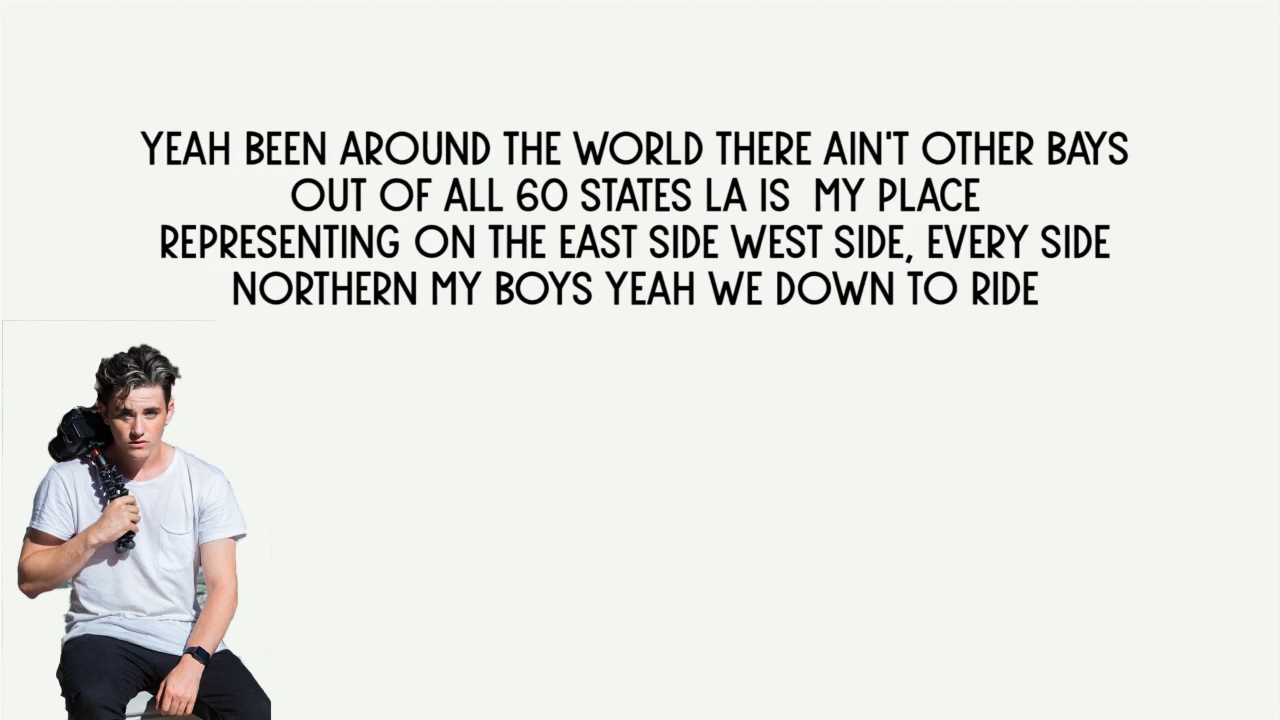 YEAH BEEN AROUND THE WORLD THERE AIN'T OTHER BAYS
OUT OF ALL 60 STATES LA IS MY PLACE
REPRESENTING ON THE EAST SIDE WEST SIDE, EVERY SIDE
NORTHERN MY BOYS YEAH WE DOWN TO RIDE